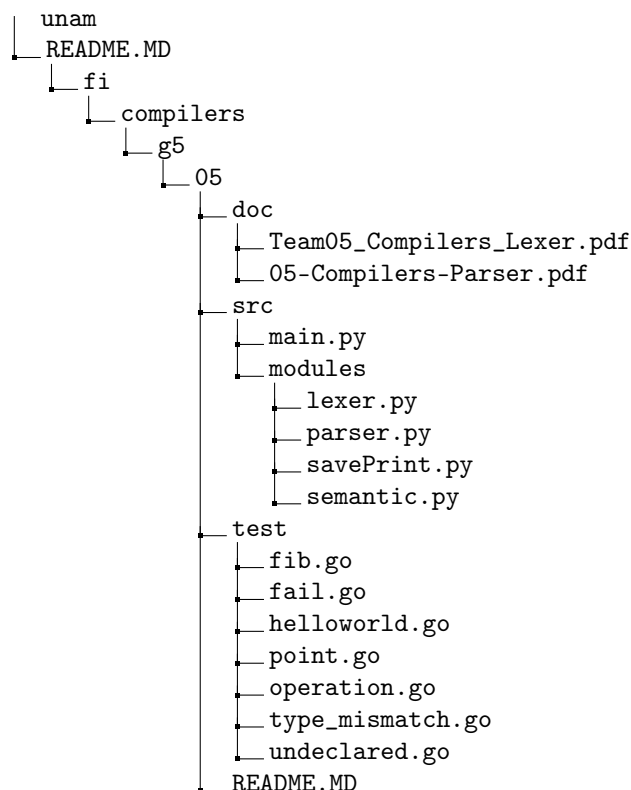 unam
README.MD
fi
compilers
g5
05
doc
Team05_Compilers_Lexer.pdf
05-Compilers-Parser.pdf
src
main.py
modules
lexer.py
parser.py
savePrint.py
semantic.py
test
fib.go
fail.go
helloworld.go
point.go
operation.go
type_mismatch.go
undeclared.go
README.MD